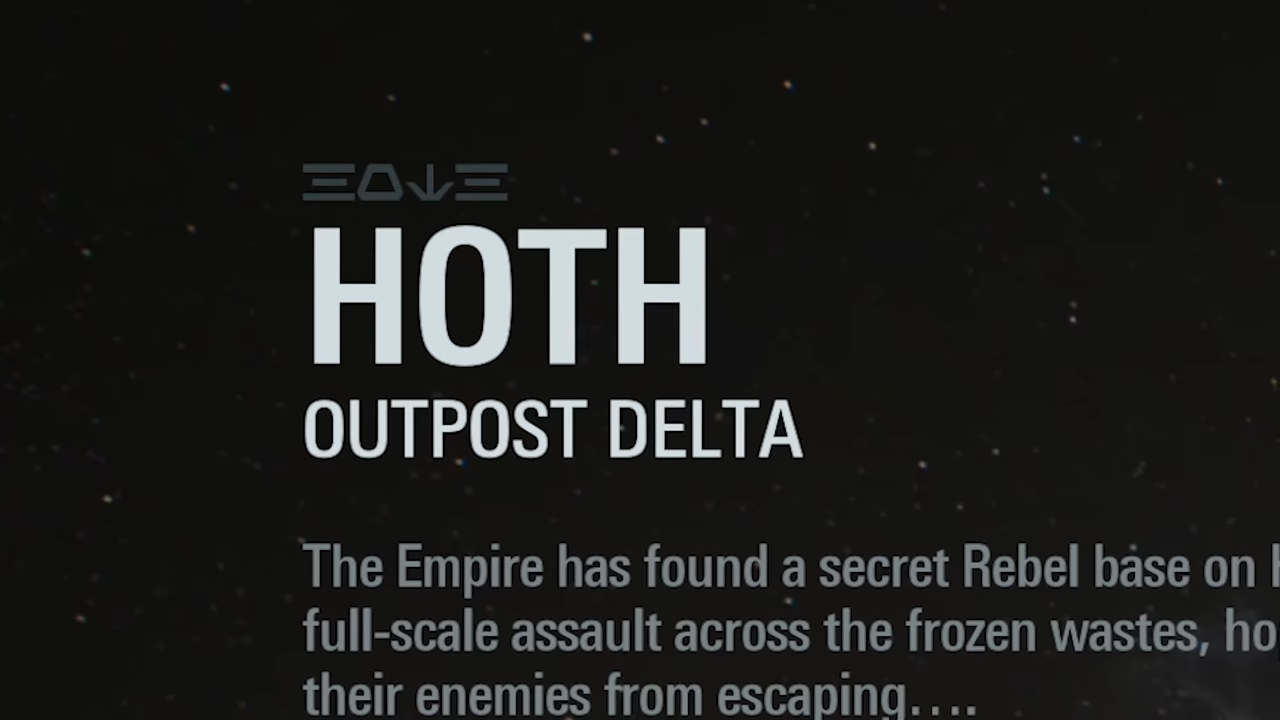 HOTH
OUTPOST DELTA
The Empire has found a secret Rebel base on
full-scale assault across the frozen wastes,
their enemies from escaping....